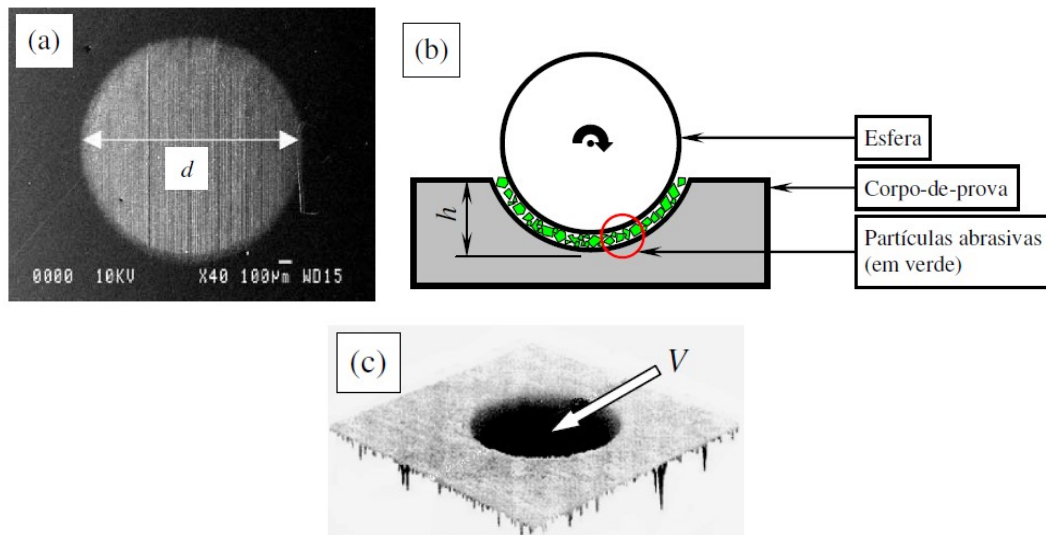 (a)
d
0000 10KV X40 100µm WD15
(b)
h
Esfera
Corpo-de-prova
Partículas abrasivas
(em verde)
(c)
V